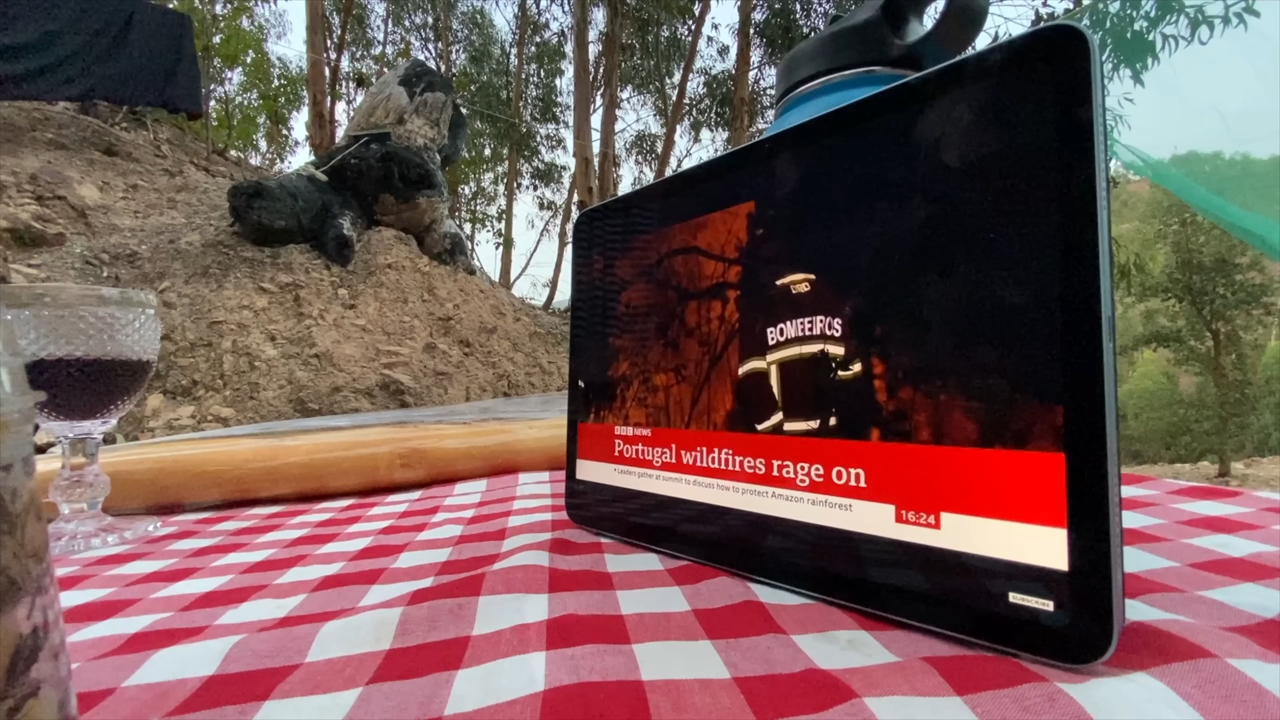 BOMBEIROS
BBC NEWS
Portugal wildfires rage on
• Leaders gather at summit to discuss how to protect Amazon rainforest
16:24
SUBSCRIBE